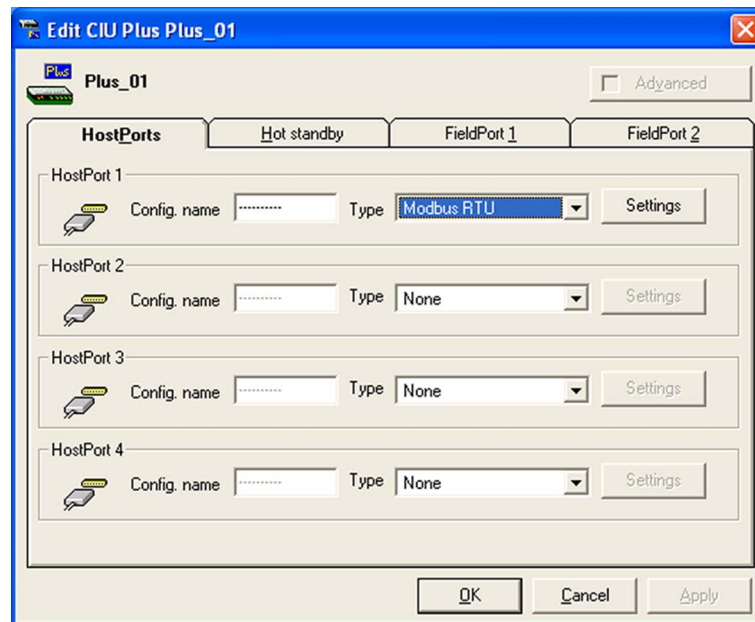 Edit CIU Plus Plus_01
Plus
Plus_01
Advanced
HostPorts
Hot standby
FieldPort 1
FieldPort 2
HostPort 1
Config. name ---------- Type Modbus RTU Settings
HostPort 2
Config. name ---------- Type None Settings
HostPort 3
Config. name ---------- Type None Settings
HostPort 4
Config. name ---------- Type None Settings
OK Cancel Apply